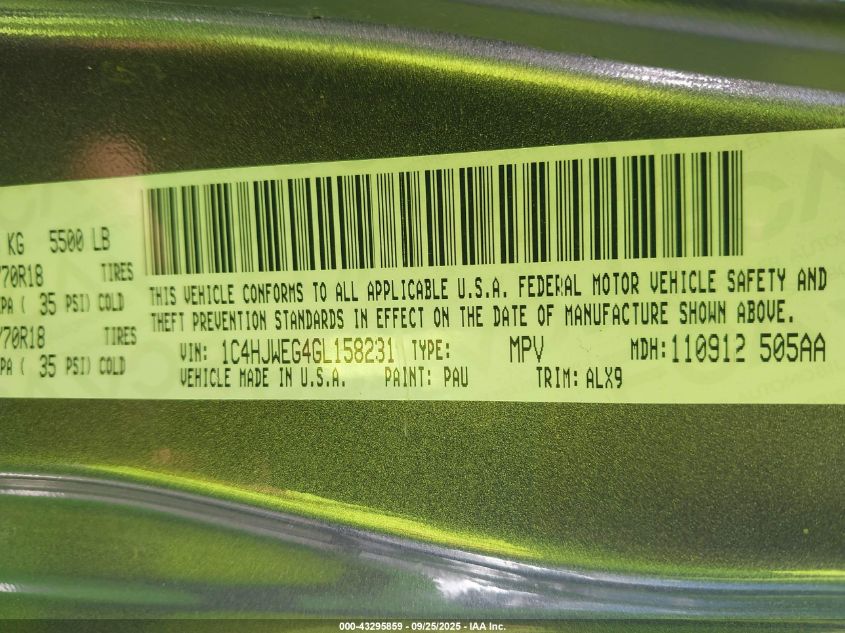 KG 5500 LB
/70R18 TIRES
PA ( 35 PSI) COLD
/70R18 TIRES
PA ( 35 PSI) COLD
THIS VEHICLE CONFORMS TO ALL APPLICABLE U.S.A. FEDERAL MOTOR VEHICLE SAFETY AND
THEFT PREVENTION STANDARDS IN EFFECT ON THE DATE OF MANUFACTURE SHOWN ABOVE.
VIN: 1C4HJWEG4GL158231 TYPE: MPV MDH: 110912 505AA
VEHICLE MADE IN U.S.A. PAINT: PAU TRIM: ALX9
000-43295859 - 09/25/2025 - IAA Inc.